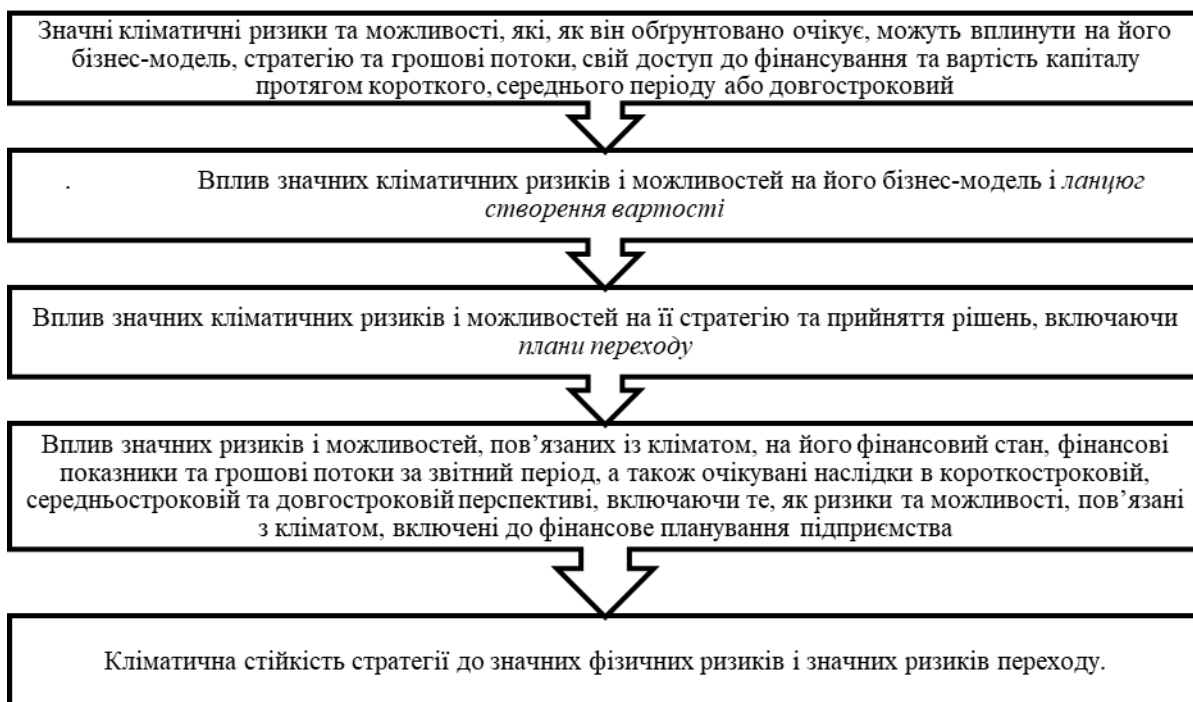 Значні кліматичні ризики та можливості, які, як він обґрунтовано очікує, можуть вплинути на його
бізнес-модель, стратегію та грошові потоки, свій доступ до фінансування та вартість капіталу
протягом короткого, середнього періоду або довгостроковий
. Вплив значних кліматичних ризиків і можливостей на його бізнес-модель і ланцюг
створення вартості
Вплив значних кліматичних ризиків і можливостей на її стратегію та прийняття рішень, включаючи
плани переходу
Вплив значних ризиків і можливостей, пов’язаних із кліматом, на його фінансовий стан, фінансові
показники та грошові потоки за звітний період, а також очікувані наслідки в короткостроковій,
середньостроковій та довгостроковій перспективі, включаючи те, як ризики та можливості, пов’язані
з кліматом, включені до фінансове планування підприємства
Кліматична стійкість стратегії до значних фізичних ризиків і значних ризиків переходу.